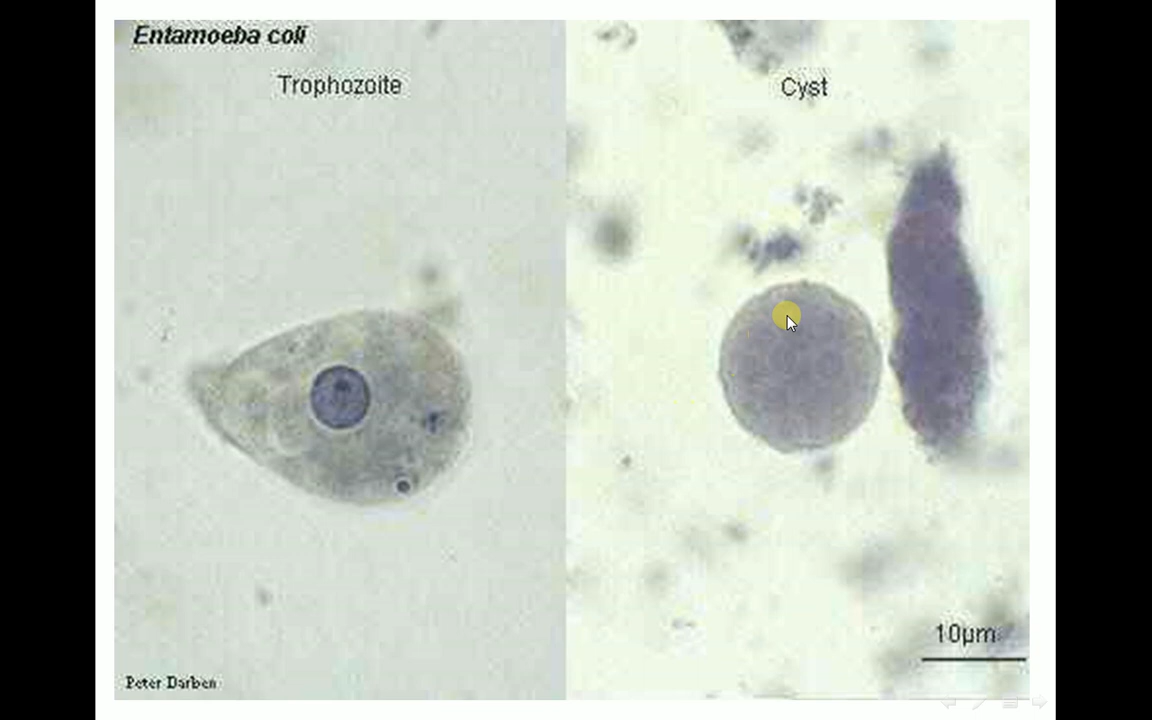 Entamoeba coli
Trophozoite
Cyst
10µm
Peter Darben